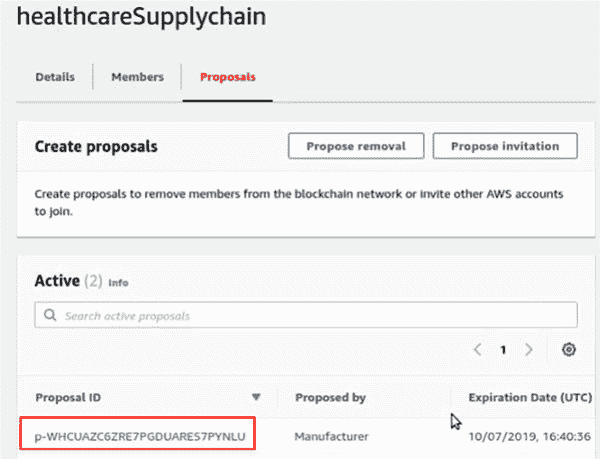 healthcareSupplychain
Details Members Proposals
Create proposals Propose removal Propose invitation
Create proposals to remove members from the blockchain network or invite other AWS accounts
to join.
Active (2) Info
Search active proposals
1
Proposal ID Proposed by Expiration Date (UTC)
p-WHCUAZC6ZRE7PGDUARES7PYNLU Manufacturer 10/07/2019, 16:40:36